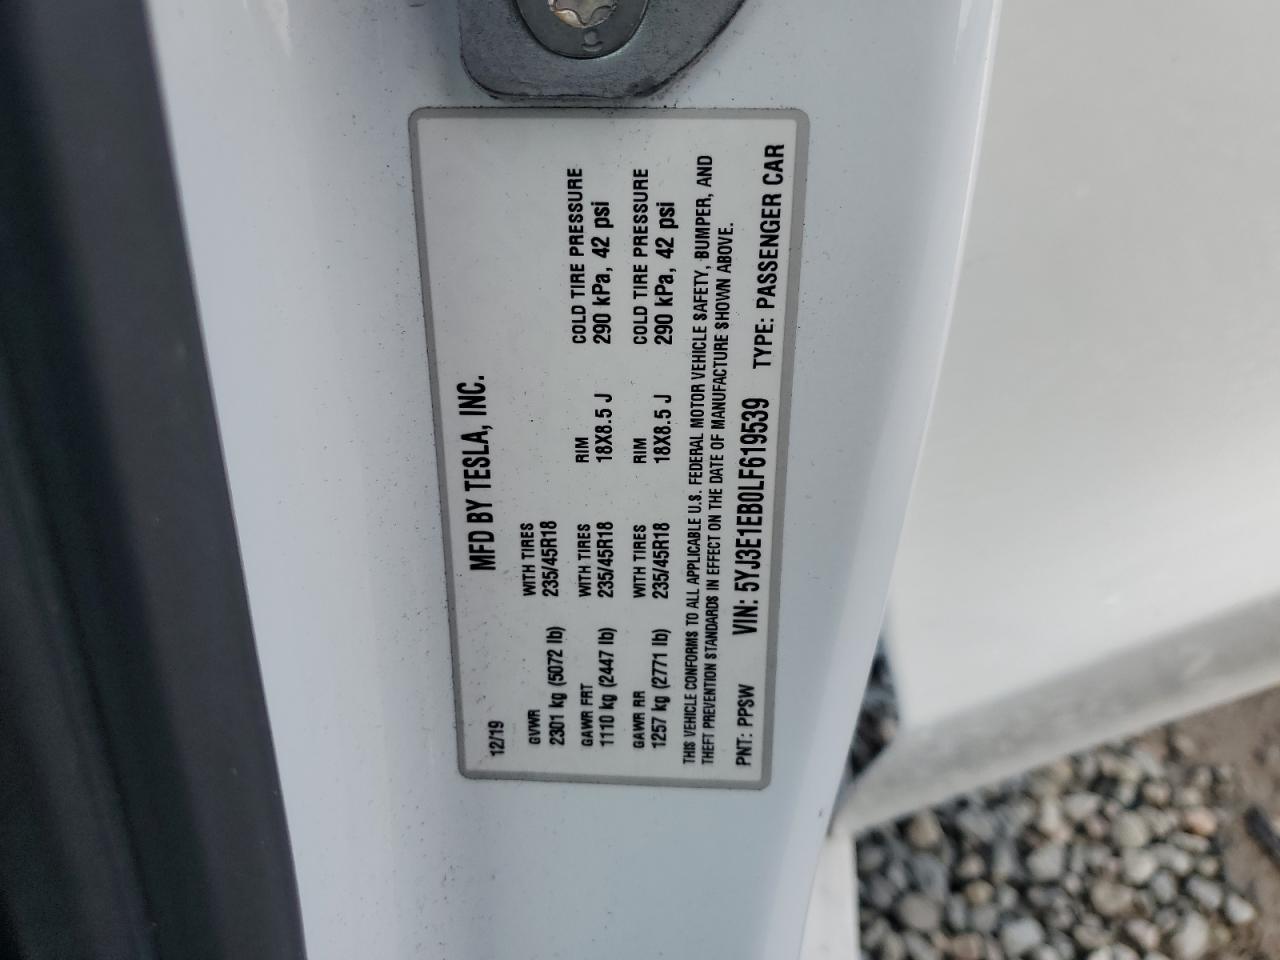 MFD BY TESLA, INC.
12/19
GVWR WITH TIRES
2301 kg (5072 lb) 235/45R18
GAWR FRT WITH TIRES RIM COLD TIRE PRESSURE
1110 kg (2447 lb) 235/45R18 18X8.5 J 290 kPa, 42 psi
GAWR RR WITH TIRES RIM COLD TIRE PRESSURE
1257 kg (2771 lb) 235/45R18 18X8.5 J 290 kPa, 42 psi
THIS VEHICLE CONFORMS TO ALL APPLICABLE U.S. FEDERAL MOTOR VEHICLE SAFETY, BUMPER, AND
THEFT PREVENTION STANDARDS IN EFFECT ON THE DATE OF MANUFACTURE SHOWN ABOVE.
PNT: PPSW VIN: 5YJ3E1EB0LF619539 TYPE: PASSENGER CAR